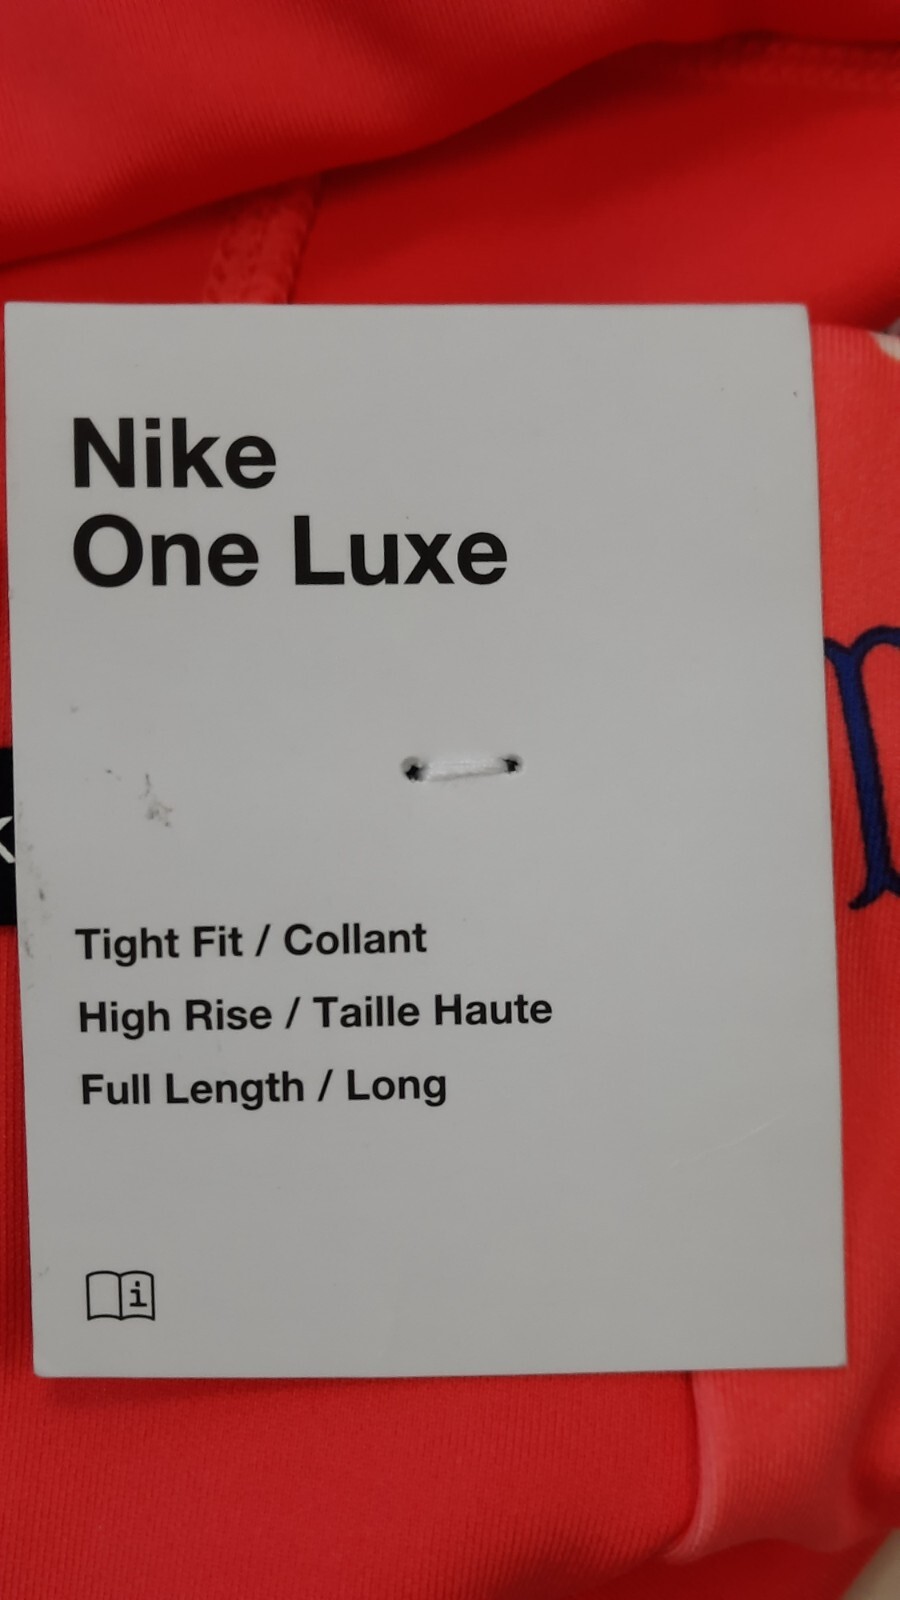 Nike
One Luxe
Tight Fit / Collant
High Rise / Taille Haute
Full Length / Long
i